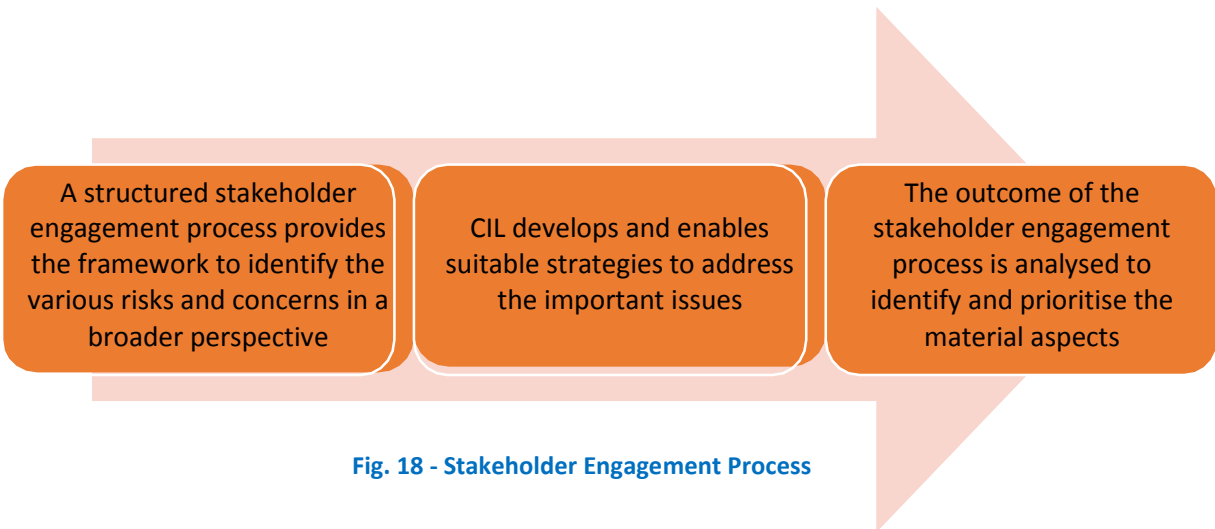 A structured stakeholder
engagement process provides
the framework to identify the
various risks and concerns in a
broader perspective
CIL develops and enables
suitable strategies to address
the important issues
The outcome of the
stakeholder engagement
process is analysed to
identify and prioritise the
material aspects
Fig. 18 - Stakeholder Engagement Process